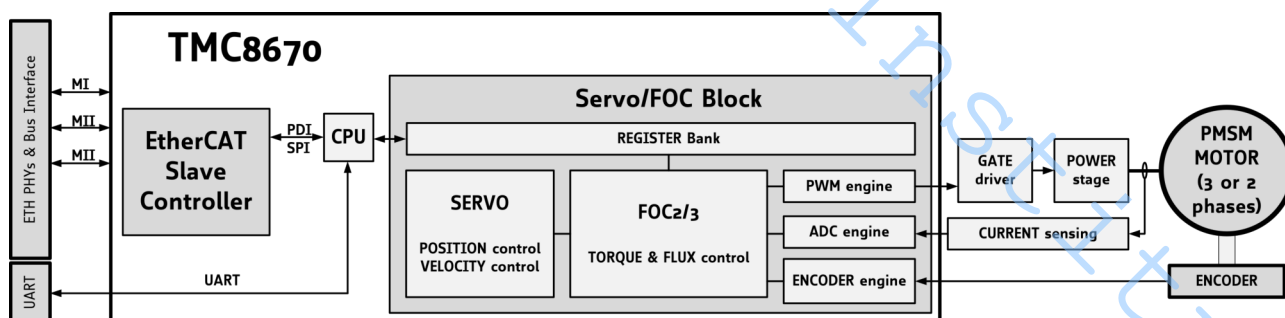 TMC8670
ETH PHYs & Bus Interface
MI
MII
MII
EtherCAT
Slave
Controller
PDI
SPI
CPU
Servo/FOC Block
REGISTER Bank
SERVO
POSITION control
VELOCITY control
FOC2/3
TORQUE & FLUX control
PWM engine
ADC engine
ENCODER engine
GATE
driver
POWER
stage
CURRENT sensing
PMSM
MOTOR
(3 or 2
phases)
ENCODER
UART
UART